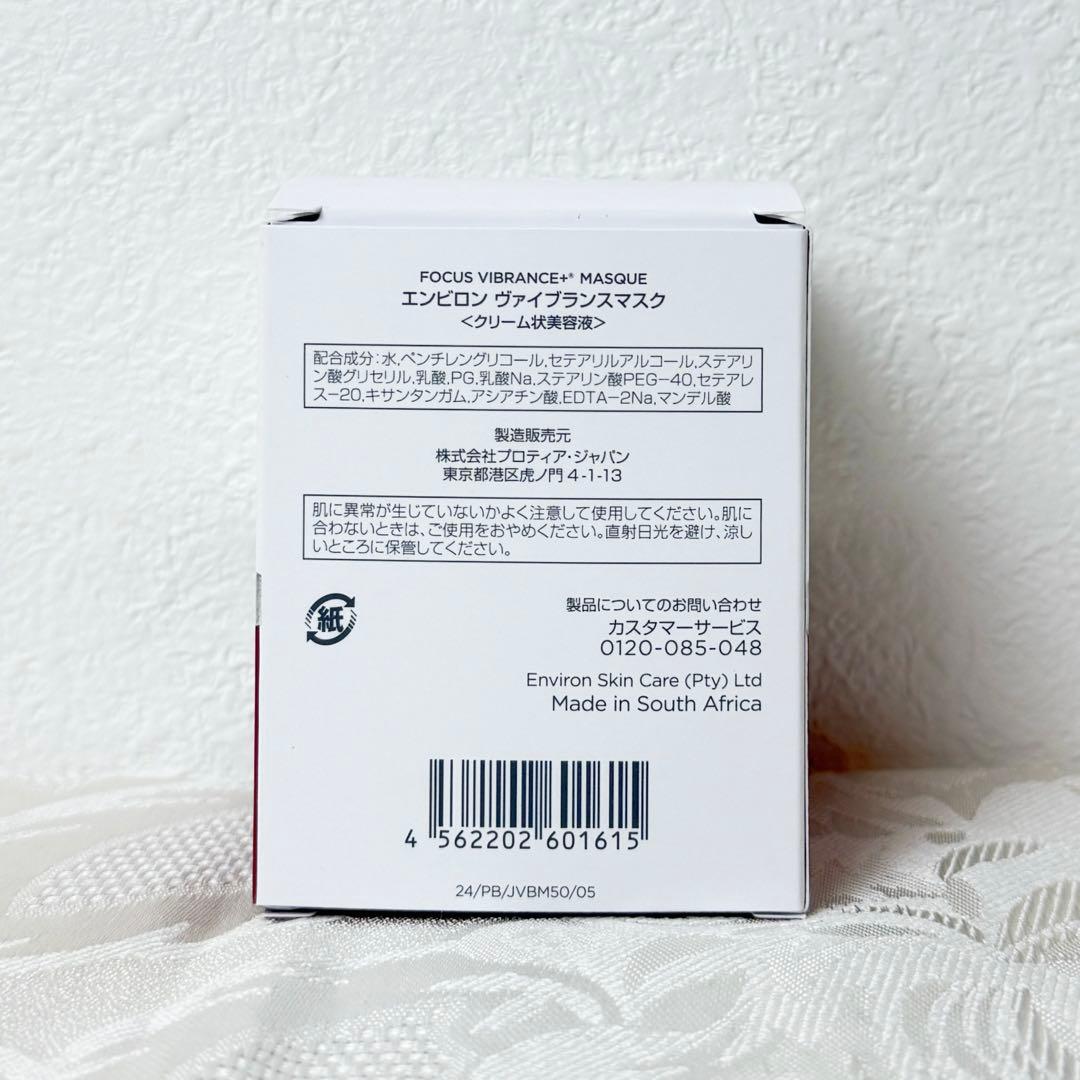 FOCUS VIBRANCE+® MASQUE
エンビロン ヴァイブランスマスク
<クリーム状美容液>
配合成分：水,ペンチレングリコール,セテアリルアルコール,ステアリ
ン酸グリセリル,乳酸,PG,乳酸Na,ステアリン酸PEG-40,セテアレ
ス-20,キサンタンガム,アシアチン酸,EDTA-2Na,マンデル酸
製造販売元
株式会社プロティア・ジャパン
東京都港区虎ノ門 4-1-13
肌に異常が生じていないかよく注意して使用してください。肌に
合わないときは、ご使用をおやめください。直射日光を避け、涼し
いところに保管してください。
紙
製品についてのお問い合わせ
カスタマーサービス
0120-085-048
Environ Skin Care (Pty) Ltd
Made in South Africa
4 562202 601615
24/PB/JVBM50/05